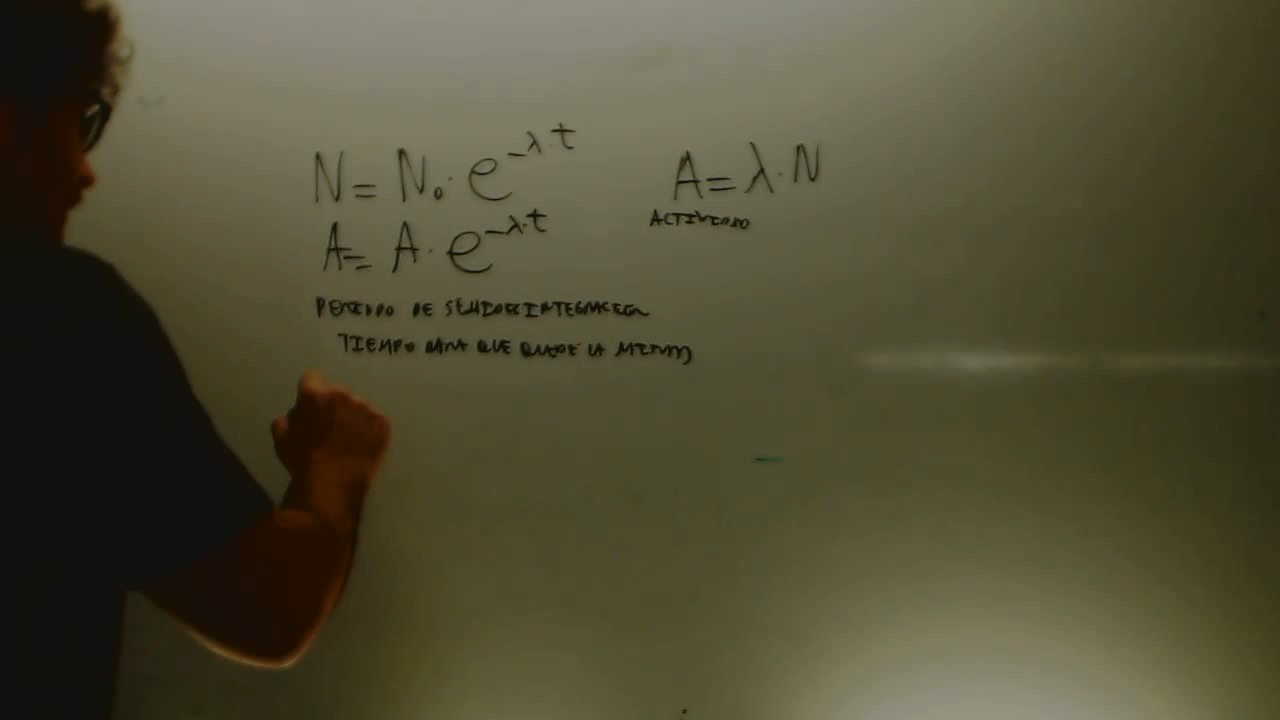 N = N₀ · e^{-λ·t}
A = λ · N
ACTIVIDAD
A = A · e^{-λ·t}
PERIODO DE SEMIDESINTEGRACION
TIEMPO PARA QUE QUEDE LA MITAD